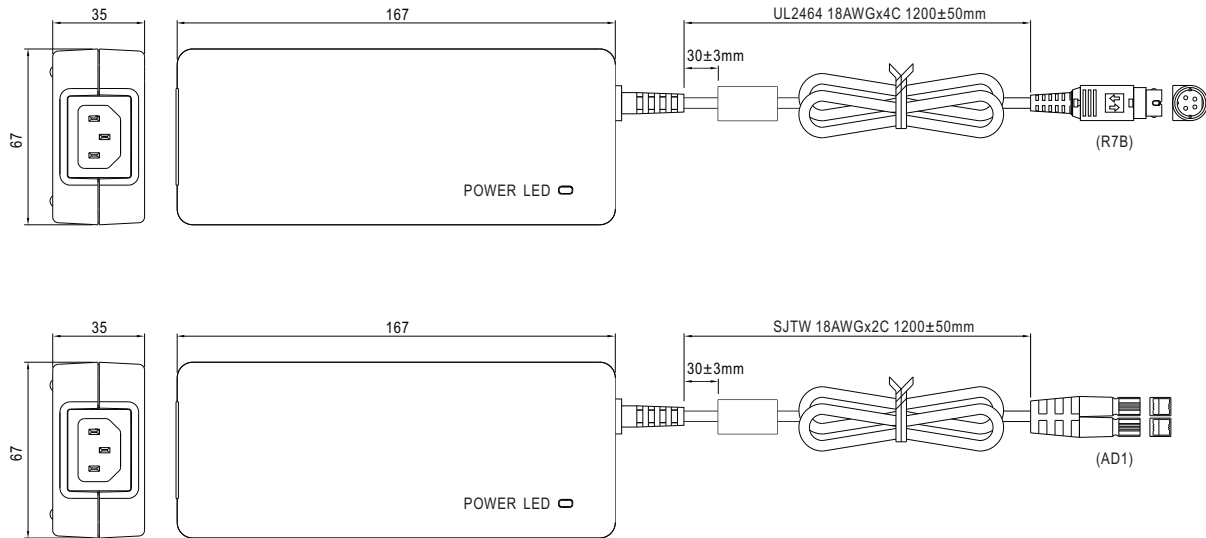 35
167
UL2464 18AWGx4C 1200±50mm
30±3mm
67
(R7B)
POWER LED
35
167
SJTW 18AWGx2C 1200±50mm
30±3mm
67
(AD1)
POWER LED